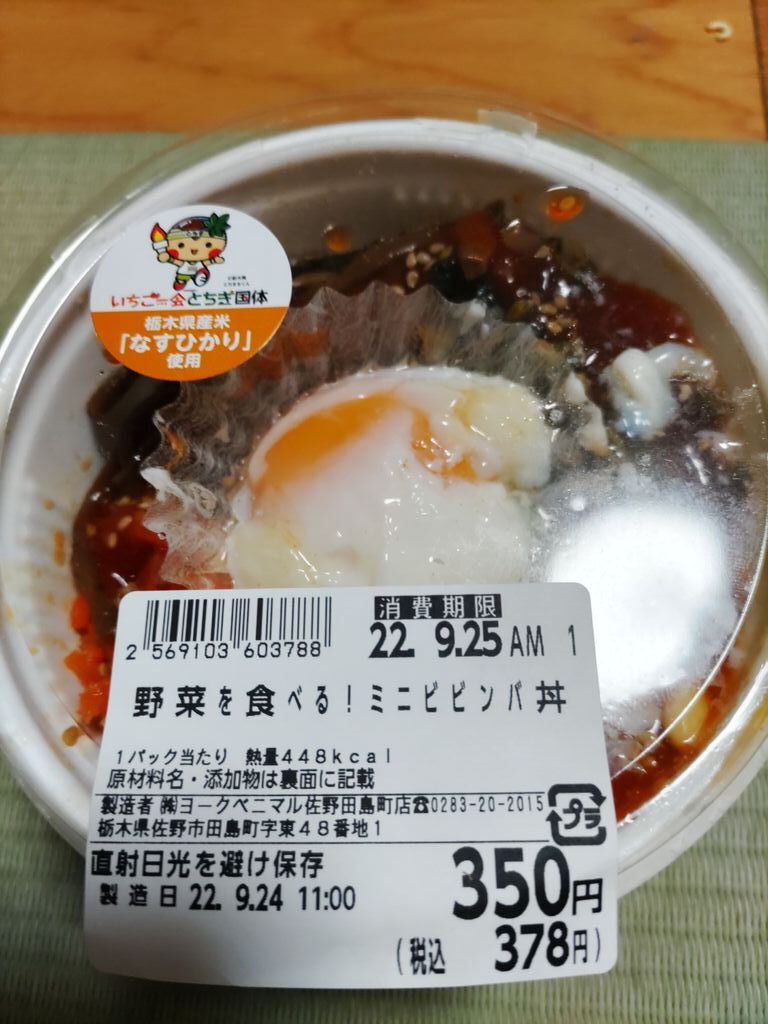 いちご一会とちぎ国体
栃木県産米
「なすひかり」
使用
2 569103 603788
消費期限
22. 9.25 AM 1
野菜を食べる!ミニビビンバ丼
1パック当たり 熱量448kcal
原材料名・添加物は裏面に記載
製造者 ㈱ヨークベニマル佐野田島町店☎0283-20-2015
栃木県佐野市田島町字東48番地1
プラ
直射日光を避け保存
製造日 22. 9.24 11:00
350円
(税込 378円)